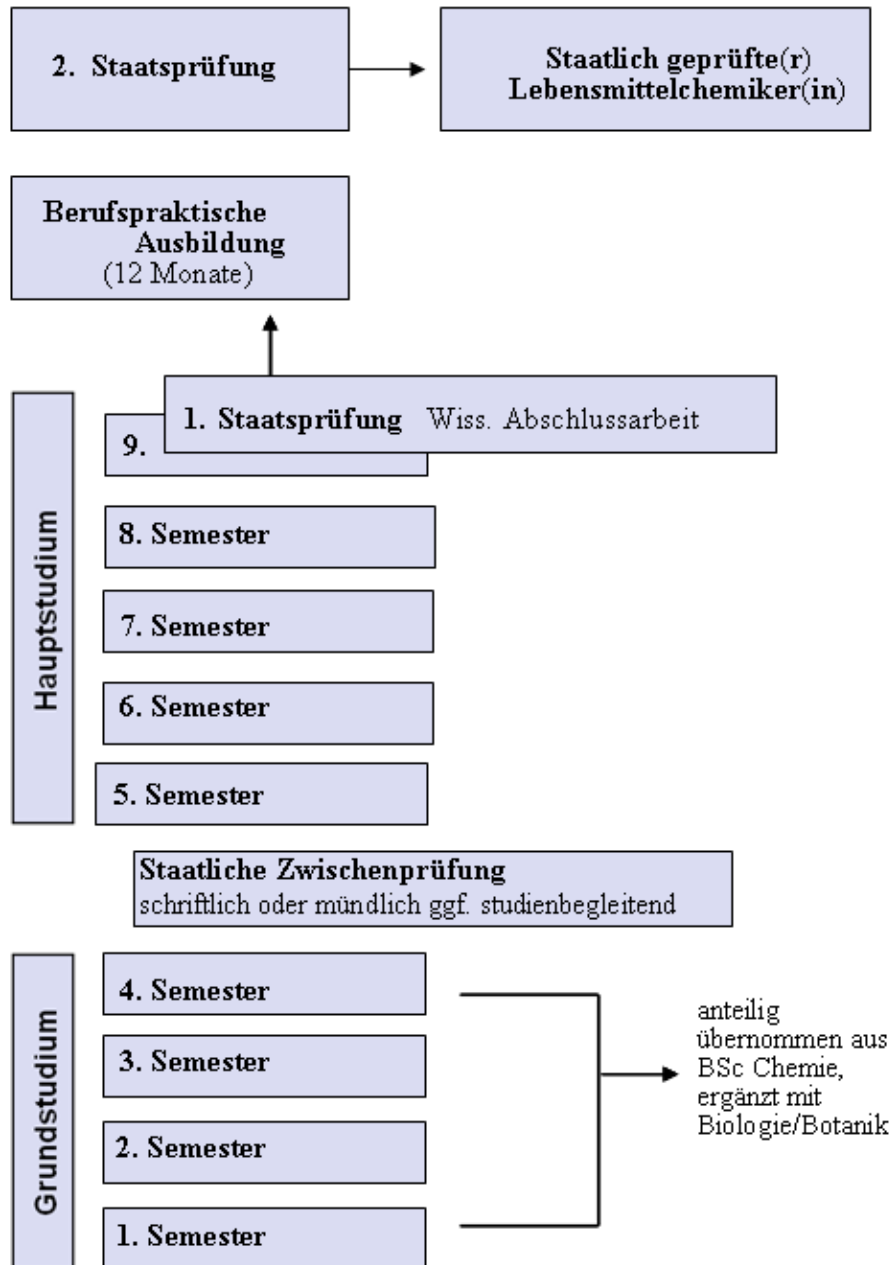 2. Staatsprüfung
Staatlich geprüfte(r)
Lebensmittelchemiker(in)
Berufspraktische
Ausbildung
(12 Monate)
Hauptstudium
1. Staatsprüfung Wiss. Abschlussarbeit
9.
8. Semester
7. Semester
6. Semester
5. Semester
Staatliche Zwischenprüfung
schriftlich oder mündlich ggf. studienbegleitend
Grundstudium
4. Semester
3. Semester
2. Semester
1. Semester
anteilig
übernommen aus
BSc Chemie,
ergänzt mit
Biologie/Botanik